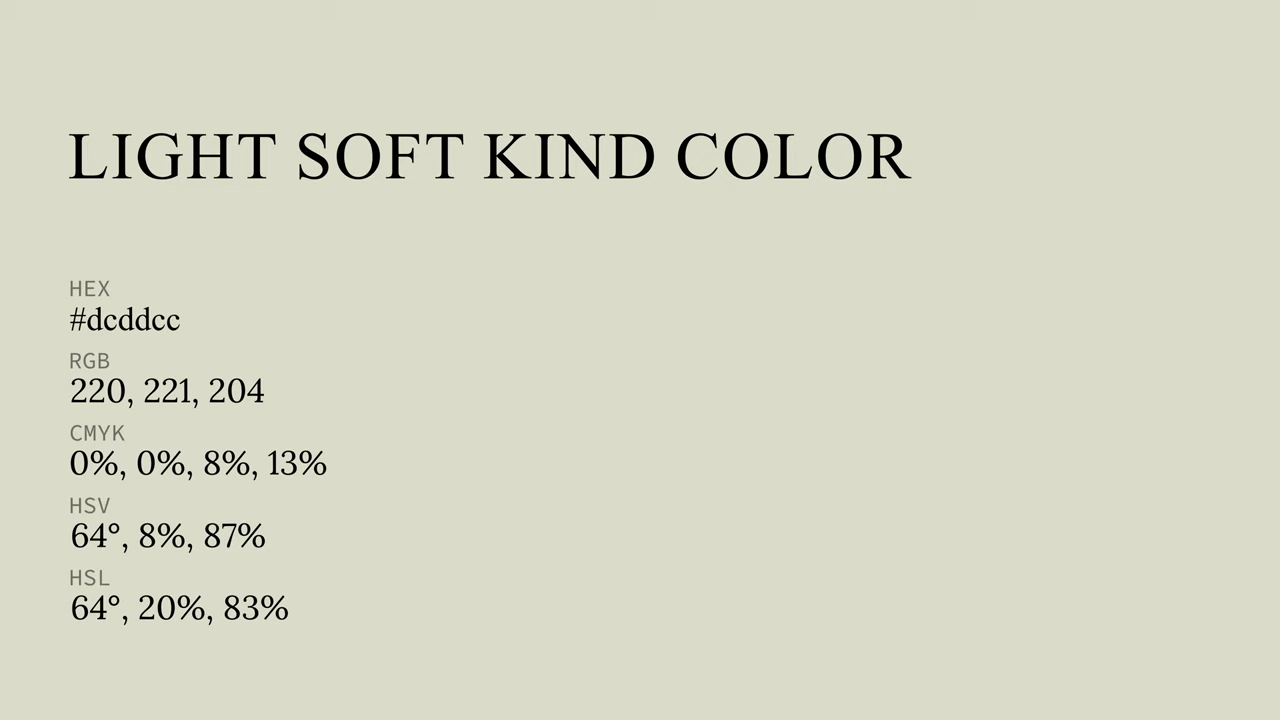 LIGHT SOFT KIND COLOR
HEX
#dcddcc
RGB
220, 221, 204
CMYK
0%, 0%, 8%, 13%
HSV
64°, 8%, 87%
HSL
64°, 20%, 83%